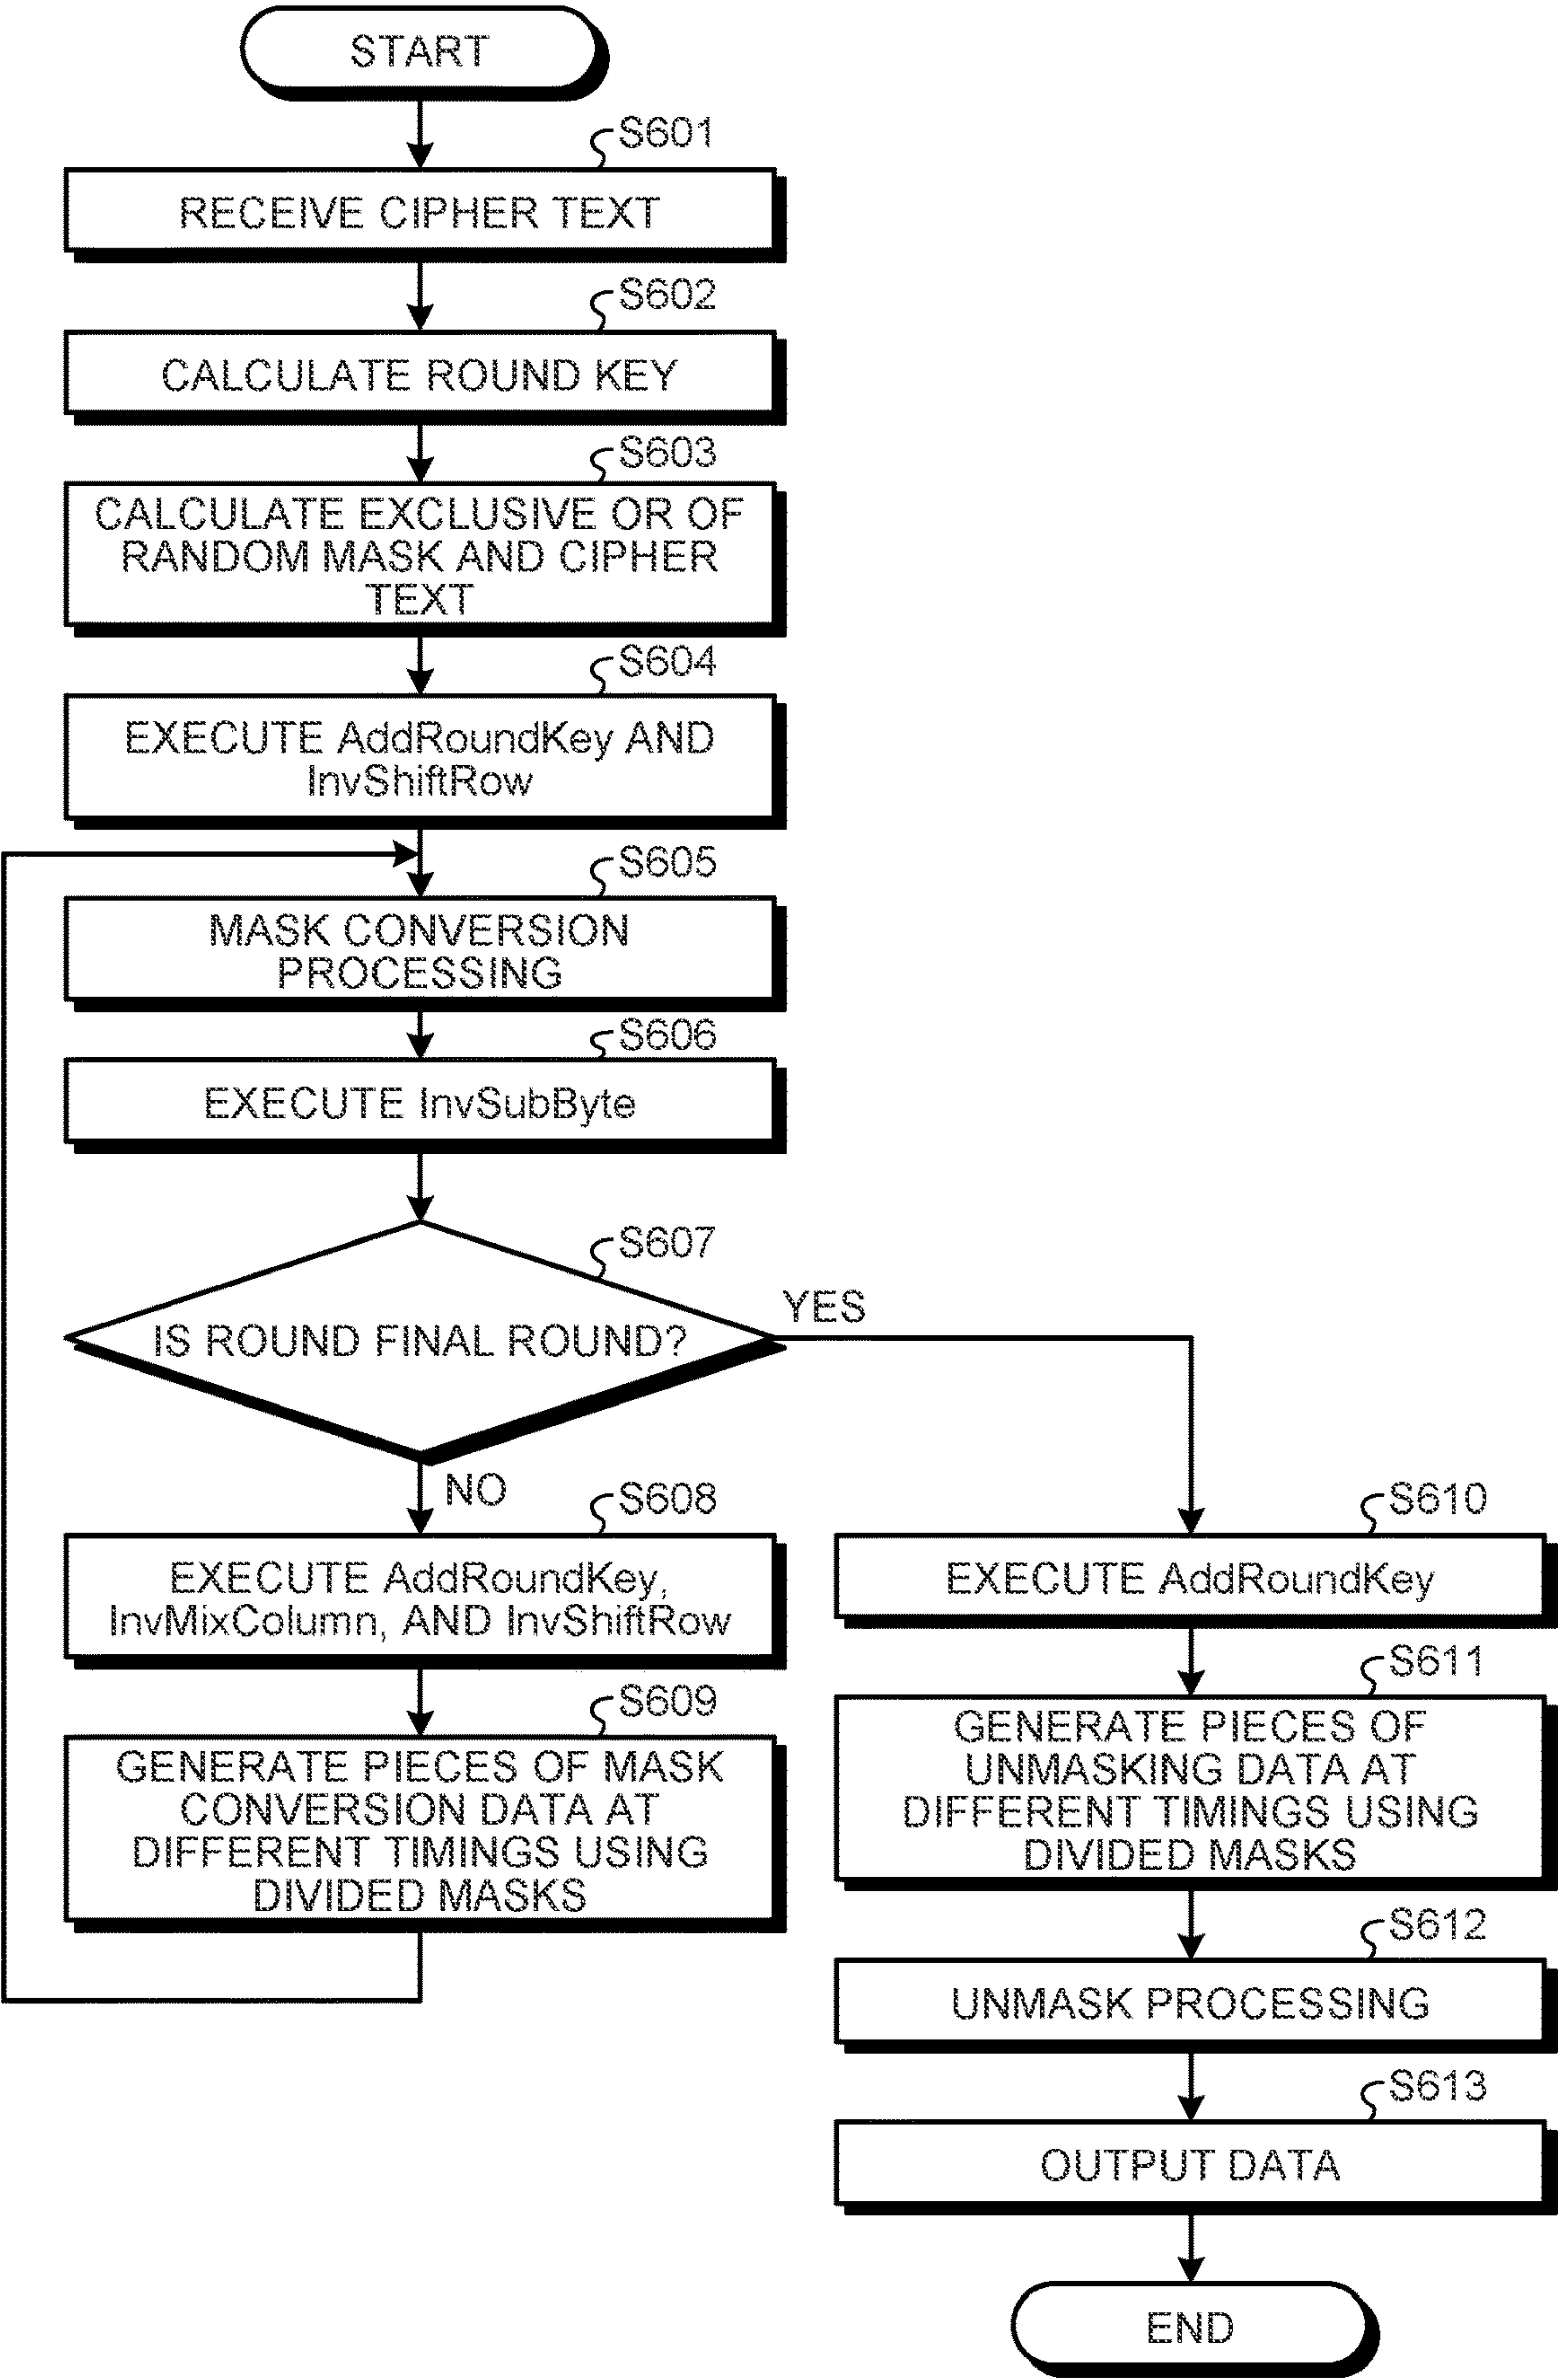 START
S601
RECEIVE CIPHER TEXT
S602
CALCULATE ROUND KEY
S603
CALCULATE EXCLUSIVE OR OF
RANDOM MASK AND CIPHER
TEXT
S604
EXECUTE AddRoundKey AND
InvShiftRow
S605
MASK CONVERSION
PROCESSING
S606
EXECUTE InvSubByte
S607
IS ROUND FINAL ROUND?
YES
NO
S608
EXECUTE AddRoundKey,
InvMixColumn, AND InvShiftRow
S609
GENERATE PIECES OF MASK
CONVERSION DATA AT
DIFFERENT TIMINGS USING
DIVIDED MASKS
S610
EXECUTE AddRoundKey
S611
GENERATE PIECES OF
UNMASKING DATA AT
DIFFERENT TIMINGS USING
DIVIDED MASKS
S612
UNMASK PROCESSING
S613
OUTPUT DATA
END